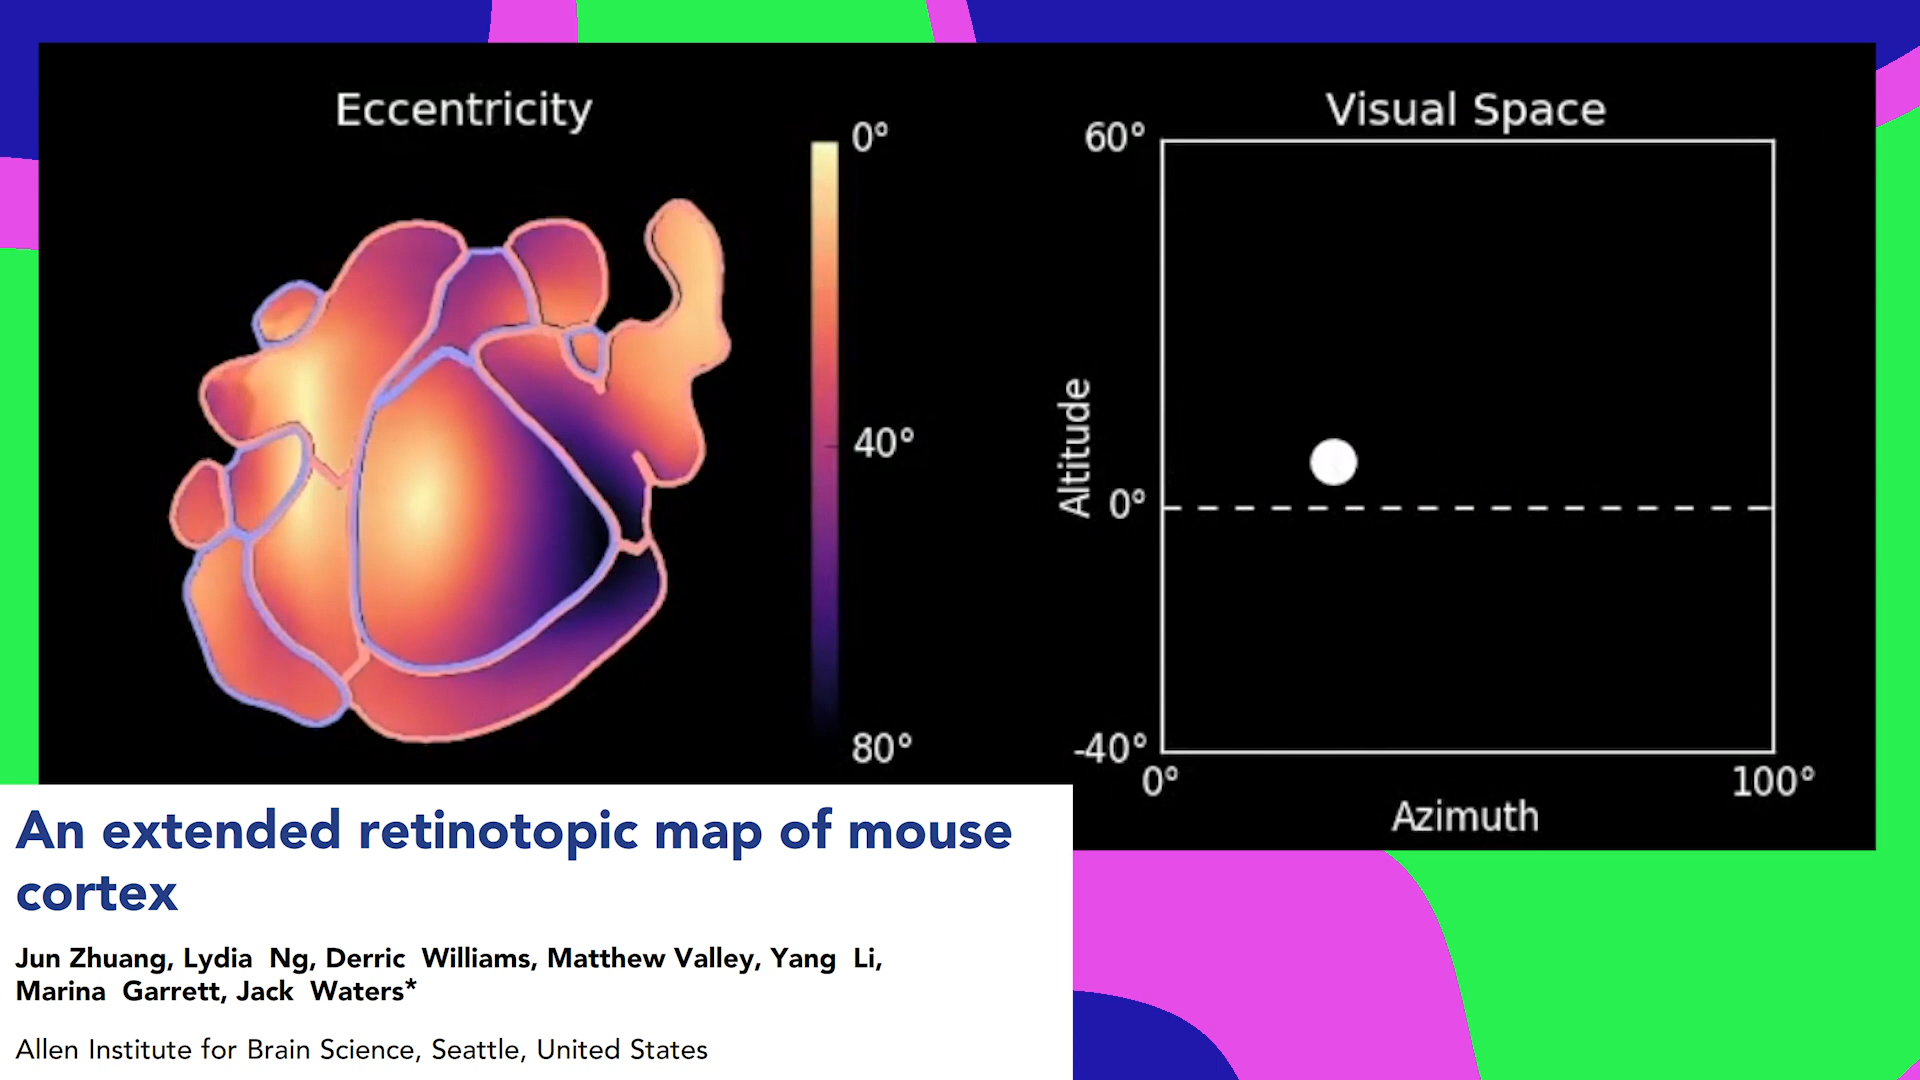 Eccentricity
0°
40°
80°
Visual Space
60°
Altitude
0°
-40°
0°
100°
Azimuth
An extended retinotopic map of mouse
cortex
Jun Zhuang, Lydia Ng, Derric Williams, Matthew Valley, Yang Li,
Marina Garrett, Jack Waters*
Allen Institute for Brain Science, Seattle, United States